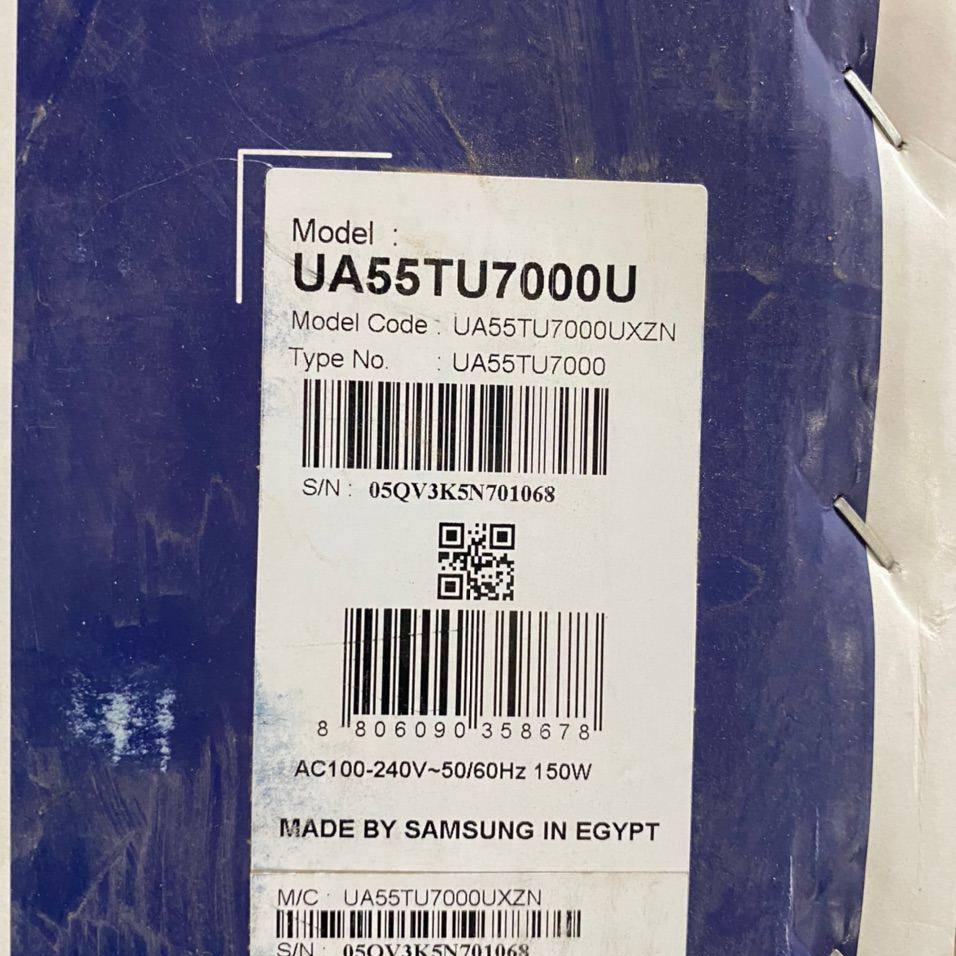 Model :
UA55TU7000U
Model Code : UA55TU7000UXZN
Type No. : UA55TU7000
S/N : 05QV3K5N701068
8 806090 358678
AC100-240V~50/60Hz 150W
MADE BY SAMSUNG IN EGYPT
M/C : UA55TU7000UXZN
S/N : 05QV3K5N701068